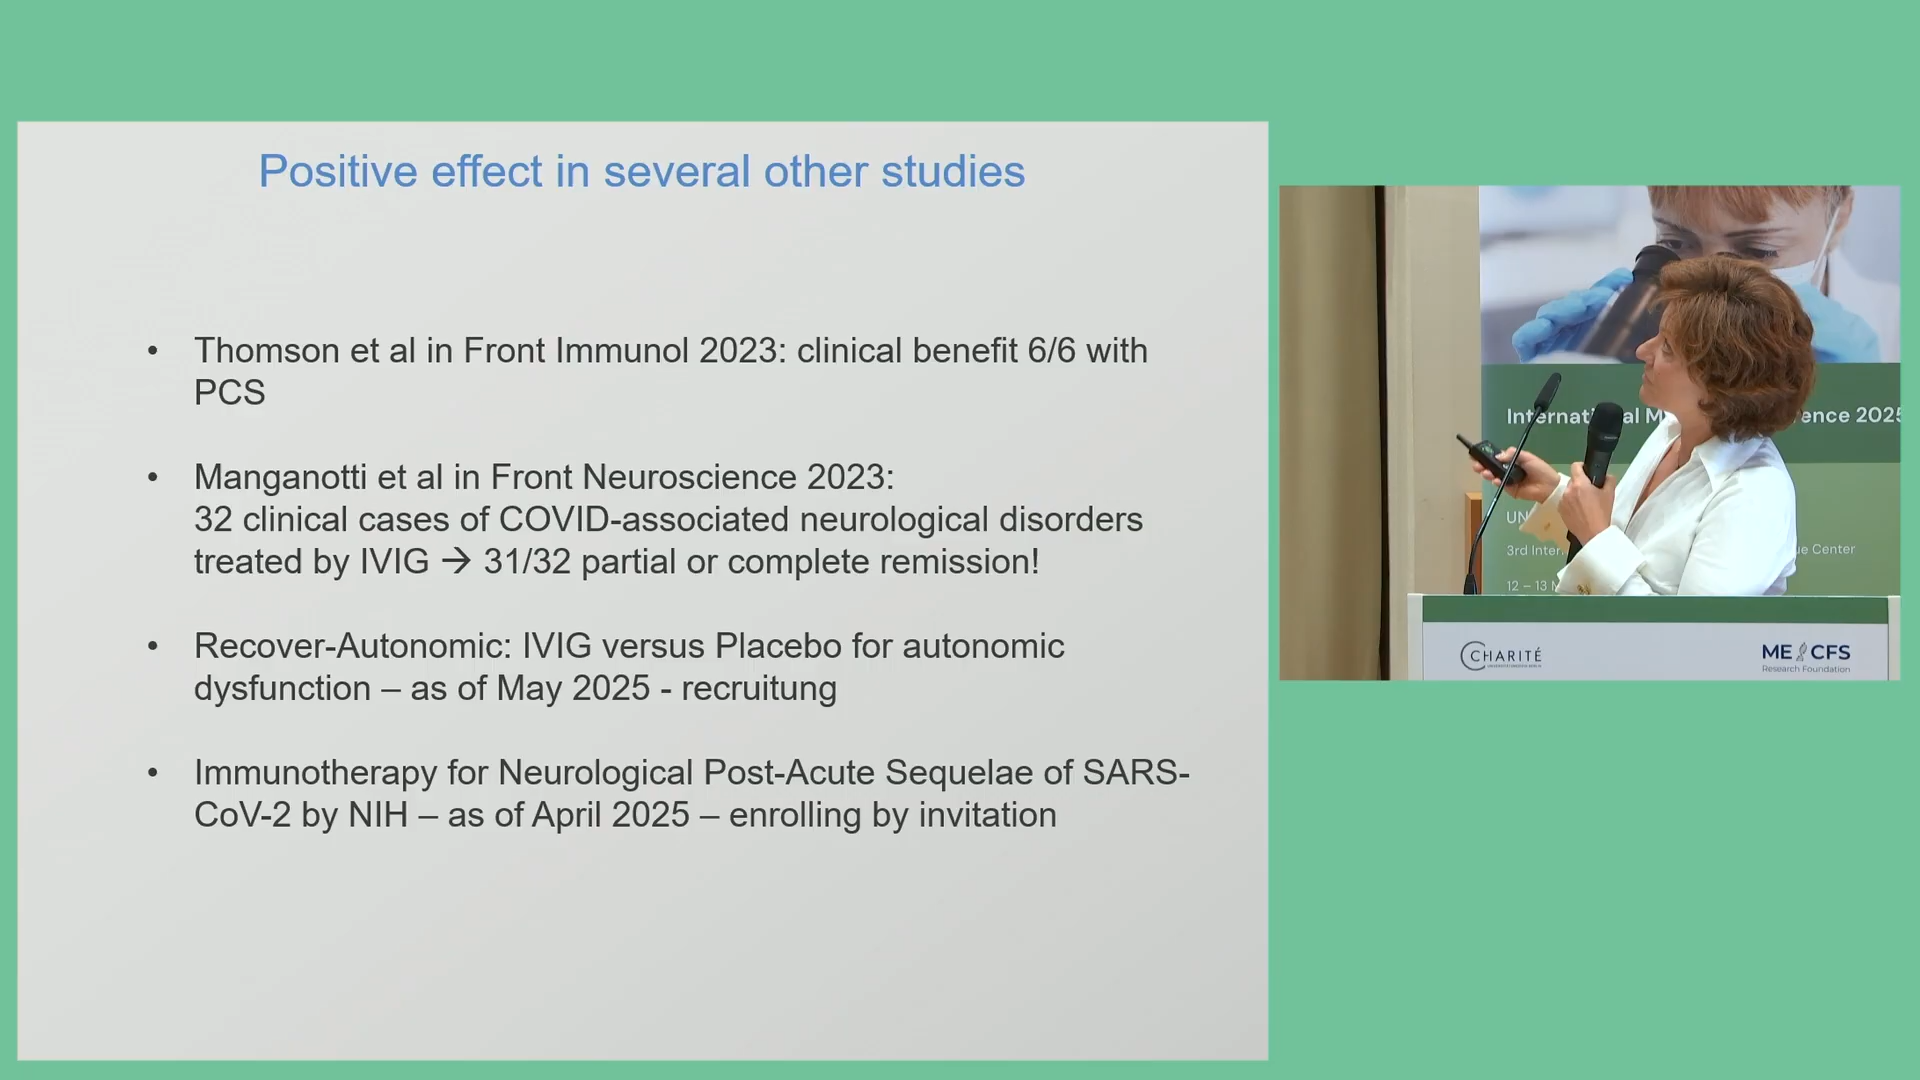 Positive effect in several other studies
• Thomson et al in Front Immunol 2023: clinical benefit 6/6 with
PCS
• Manganotti et al in Front Neuroscience 2023:
32 clinical cases of COVID-associated neurological disorders
treated by IVIG → 31/32 partial or complete remission!
• Recover-Autonomic: IVIG versus Placebo for autonomic
dysfunction – as of May 2025 - recruitung
• Immunotherapy for Neurological Post-Acute Sequelae of SARS-
CoV-2 by NIH – as of April 2025 – enrolling by invitation
2025
UN
3rd
Center
12 – 13
CHARITÉ
ME CFS
Research Foundation